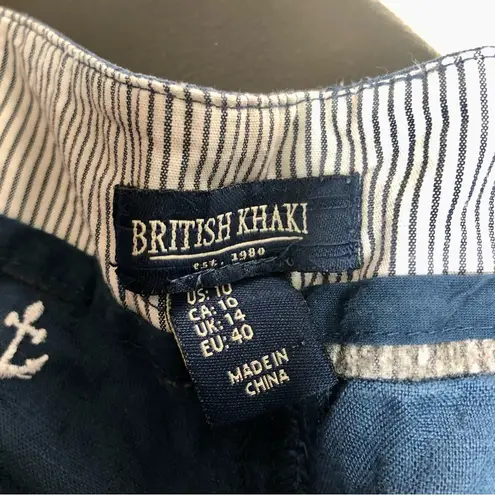 BRITISH KHAKI
EST. 1980
US: 10
CA: 10
UK: 14
EU: 40
MADE IN
CHINA